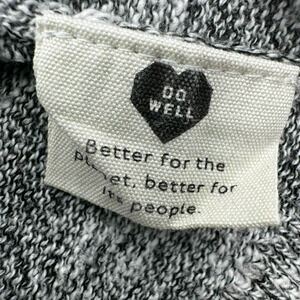 DO
WELL
Better for the
planet, better for
its people.